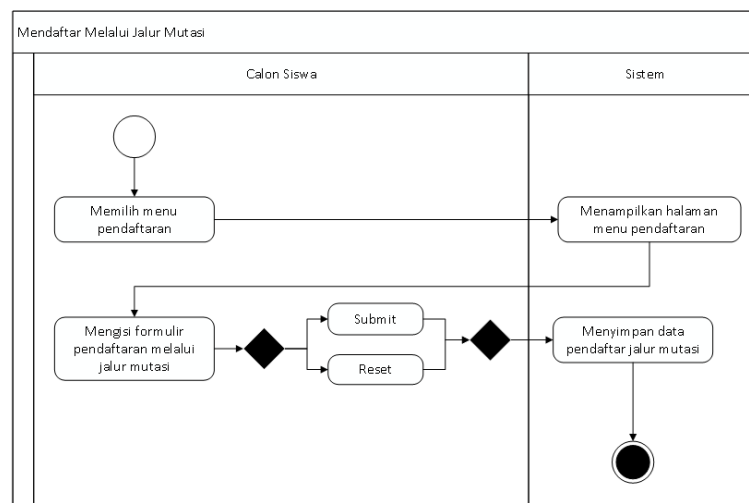 Mendaftar Melalui Jalur Mutasi
Calon Siswa
Sistem
Memilih menu
pendaftaran
Menampilkan halaman
menu pendaftaran
Mengisi formulir
pendaftaran melalui
jalur mutasi
Submit
Reset
Menyimpan data
pendaftar jalur mutasi